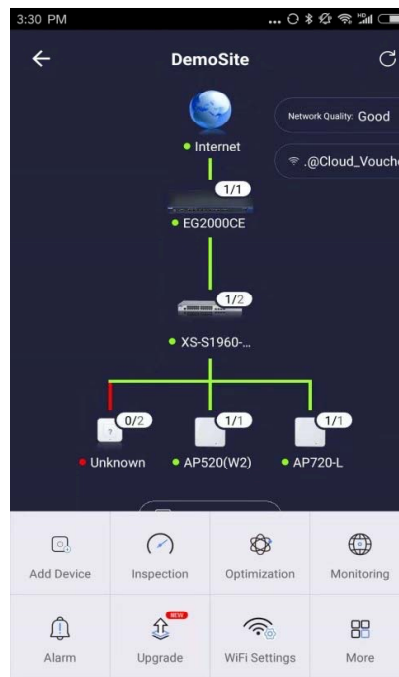 3:30 PM
... HD
DemoSite
Network Quality: Good
Internet
.@Cloud_Vouche
1/1
EG2000CE
1/2
XS-S1960-...
0/2 1/1 1/1
?
Unknown AP520(W2) AP720-L
Add Device Inspection Optimization Monitoring
NEW
Alarm Upgrade WiFi Settings More